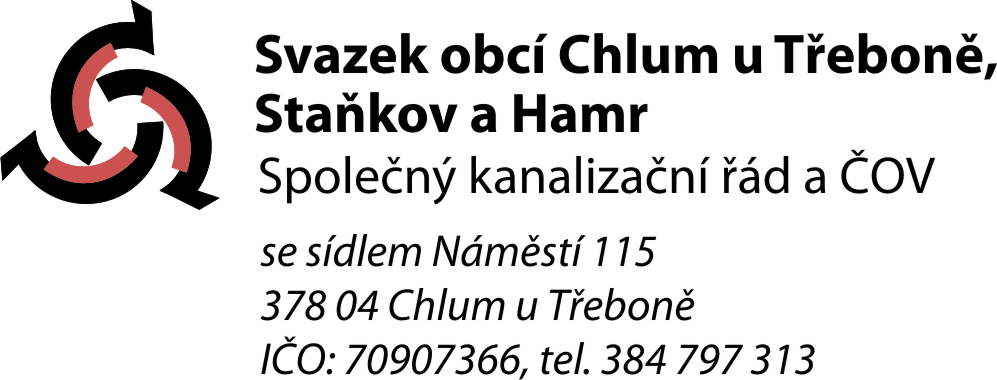 Svazek obcí Chlum u Třeboně,
Staňkov a Hamr
Společný kanalizační řád a ČOV
se sídlem Náměstí 115
378 04 Chlum u Třeboně
IČO: 70907366, tel. 384 797 313